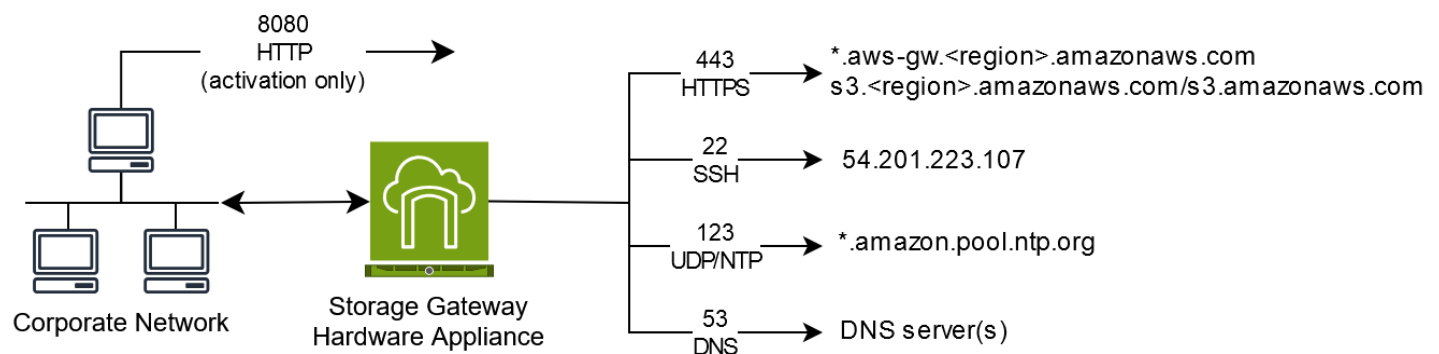 8080
HTTP
(activation only)
443
HTTPS
*.aws-gw.<region>.amazonaws.com
s3.<region>.amazonaws.com/s3.amazonaws.com
22
SSH
54.201.223.107
123
UDP/NTP
*.amazon.pool.ntp.org
53
DNS
DNS server(s)
Corporate Network
Storage Gateway
Hardware Appliance